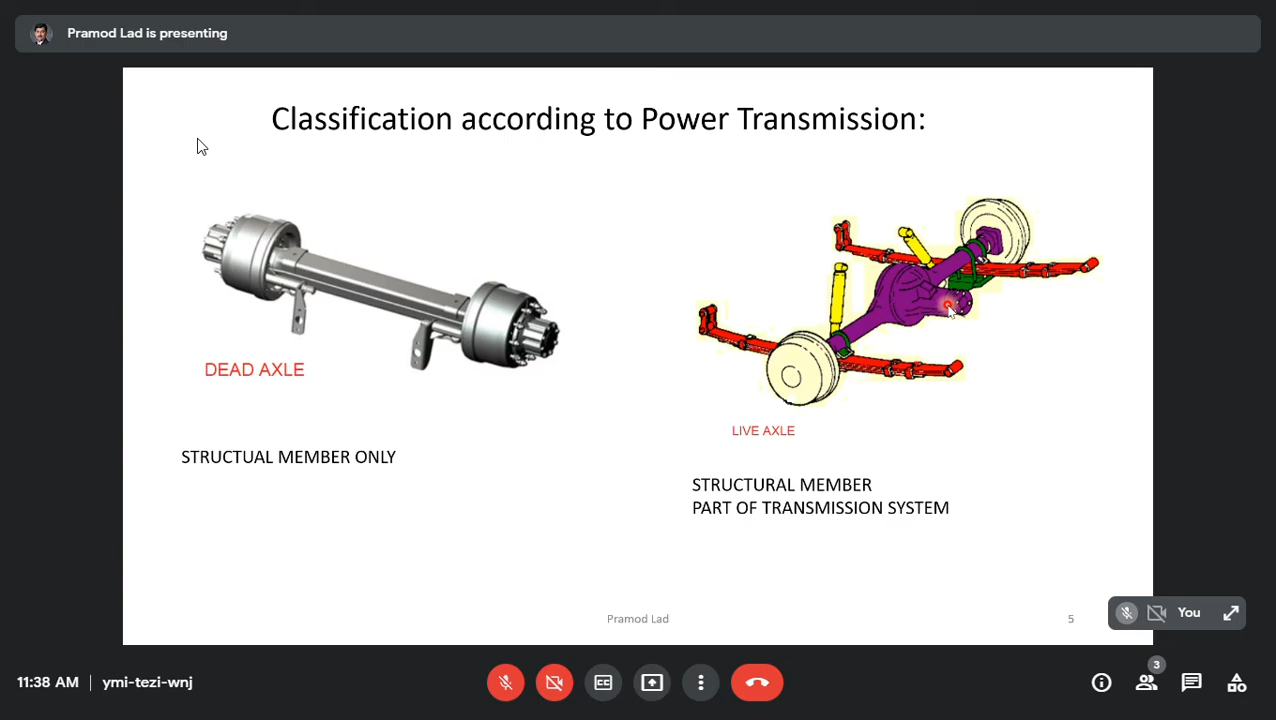 Pramod Lad is presenting
Classification according to Power Transmission:
DEAD AXLE
LIVE AXLE
STRUCTUAL MEMBER ONLY
STRUCTURAL MEMBER
PART OF TRANSMISSION SYSTEM
Pramod Lad
5
You
11:38 AM | ymi-tezi-wnj
3